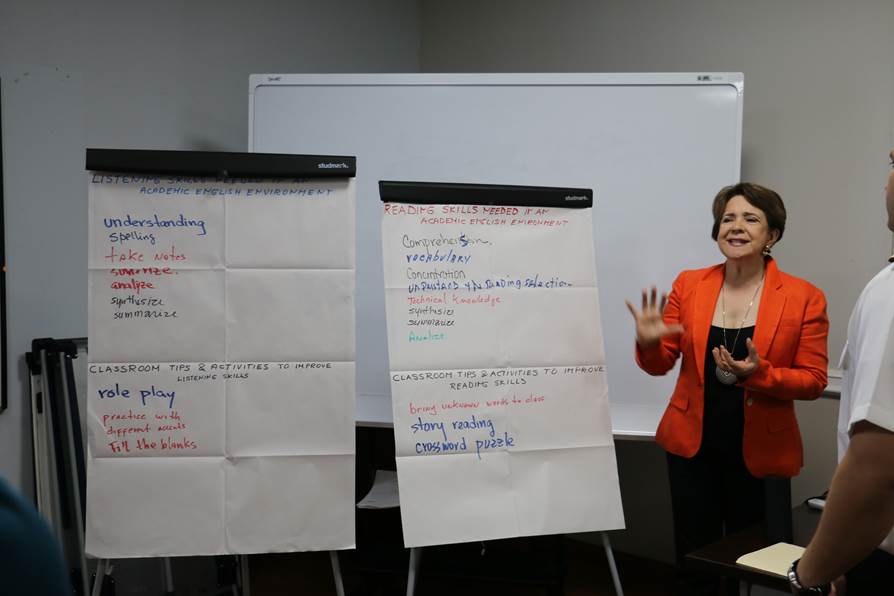 studmark.
LISTENING SKILLS NEEDED IN AN
ACADEMIC ENGLISH ENVIRONMENT
understanding
spelling
take Notes
summarize.
analize
synthesize
summarize
CLASSROOM TIPS & ACTIVITIES TO IMPROVE
LISTENING SKILLS
role play
practice with
different accents
Fill the blanks
studmark.
READING SKILLS NEEDED IN AN
ACADEMIC ENGLISH ENVIRONMENT
Comprehension.
vocabulary
Concentration
understand reading selection
Technical Knowledge
synthesize
summarize
Analize
CLASSROOM TIPS & ACTIVITIES TO IMPROVE
READING SKILLS
bring unknown words to class
story reading
crossword puzzle